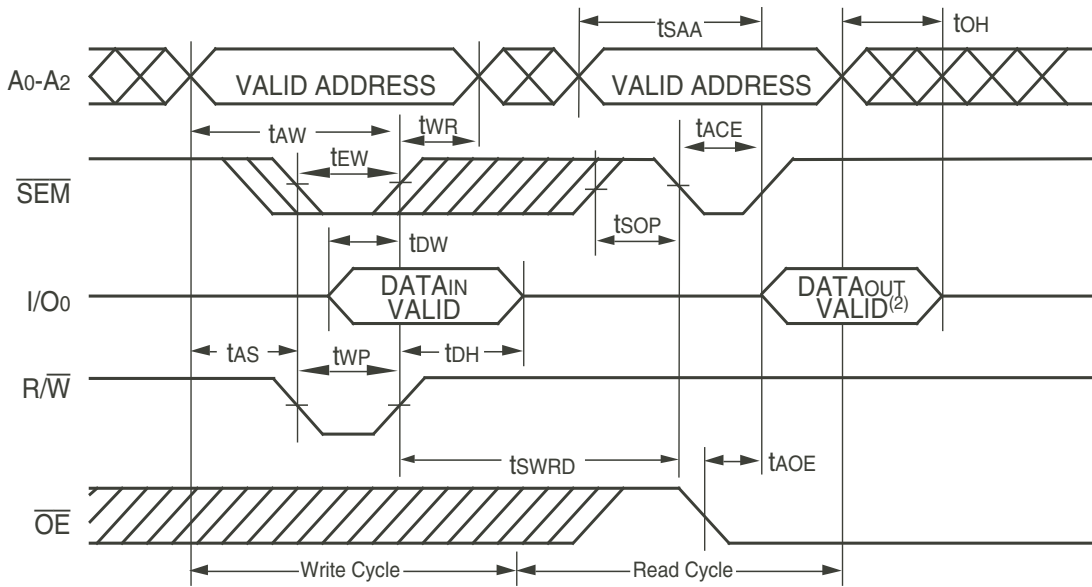 tSAA
tOH
A0-A2
VALID ADDRESS
VALID ADDRESS
tAW
tWR
tACE
tEW
SEM
tSOP
tDW
I/O0
DATAIN
VALID
DATAOUT
VALID(2)
tAS
tWP
tDH
R/W
tSWRD
tAOE
OE
Write Cycle
Read Cycle